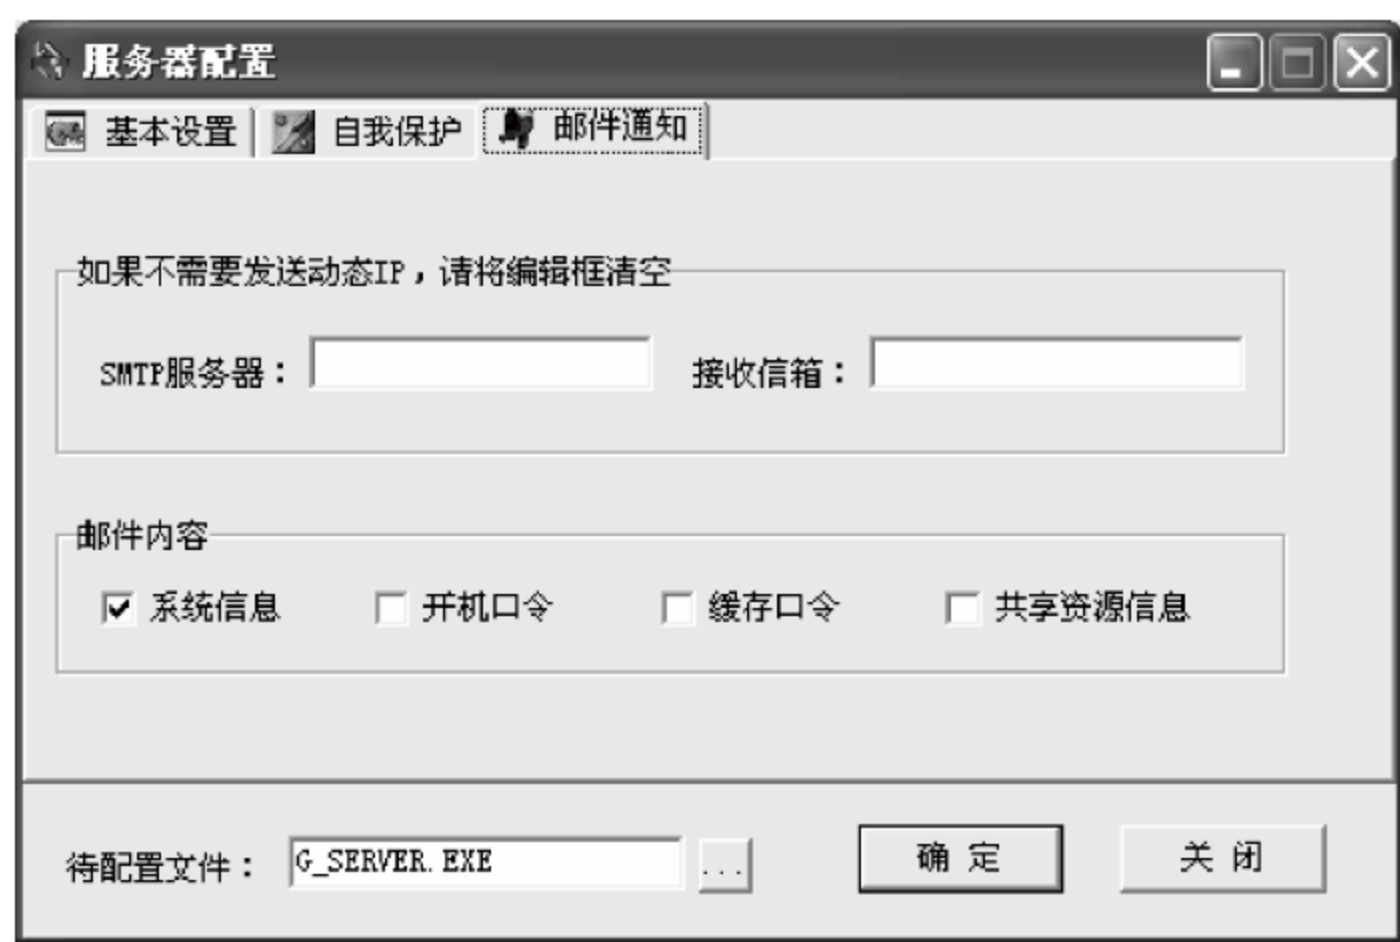 服务器配置
基本设置 自我保护 邮件通知
如果不需要发送动态IP，请将编辑框清空
SMTP服务器： 接收信箱：
邮件内容
系统信息 开机口令 缓存口令 共享资源信息
待配置文件： G_SERVER.EXE ... 确定 关闭